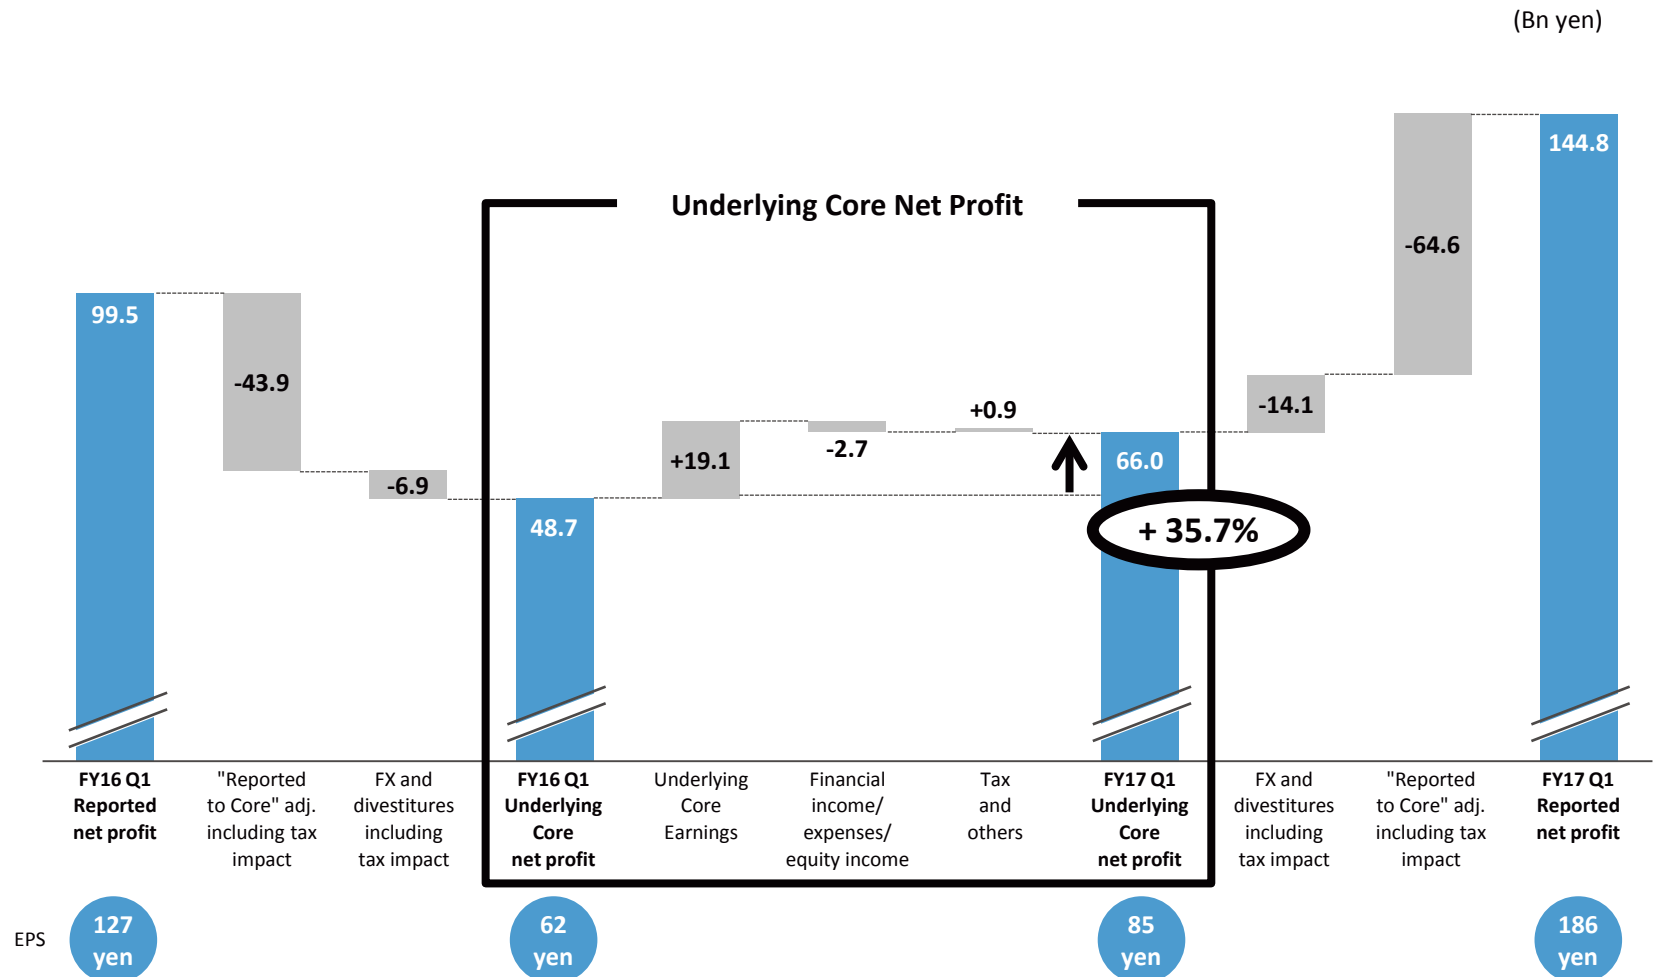 (Bn yen)
Underlying Core Net Profit
99.5
-43.9
-6.9
48.7
+19.1
-2.7
+0.9
66.0
+ 35.7%
-14.1
-64.6
144.8
FY16 Q1
Reported
net profit
"Reported
to Core" adj.
including tax
impact
FX and
divestitures
including
tax impact
FY16 Q1
Underlying
Core
net profit
Underlying
Core
Earnings
Financial
income/
expenses/
equity income
Tax
and
others
FY17 Q1
Underlying
Core
net profit
FX and
divestitures
including
tax impact
"Reported
to Core" adj.
including tax
impact
FY17 Q1
Reported
net profit
EPS
127
yen
62
yen
85
yen
186
yen